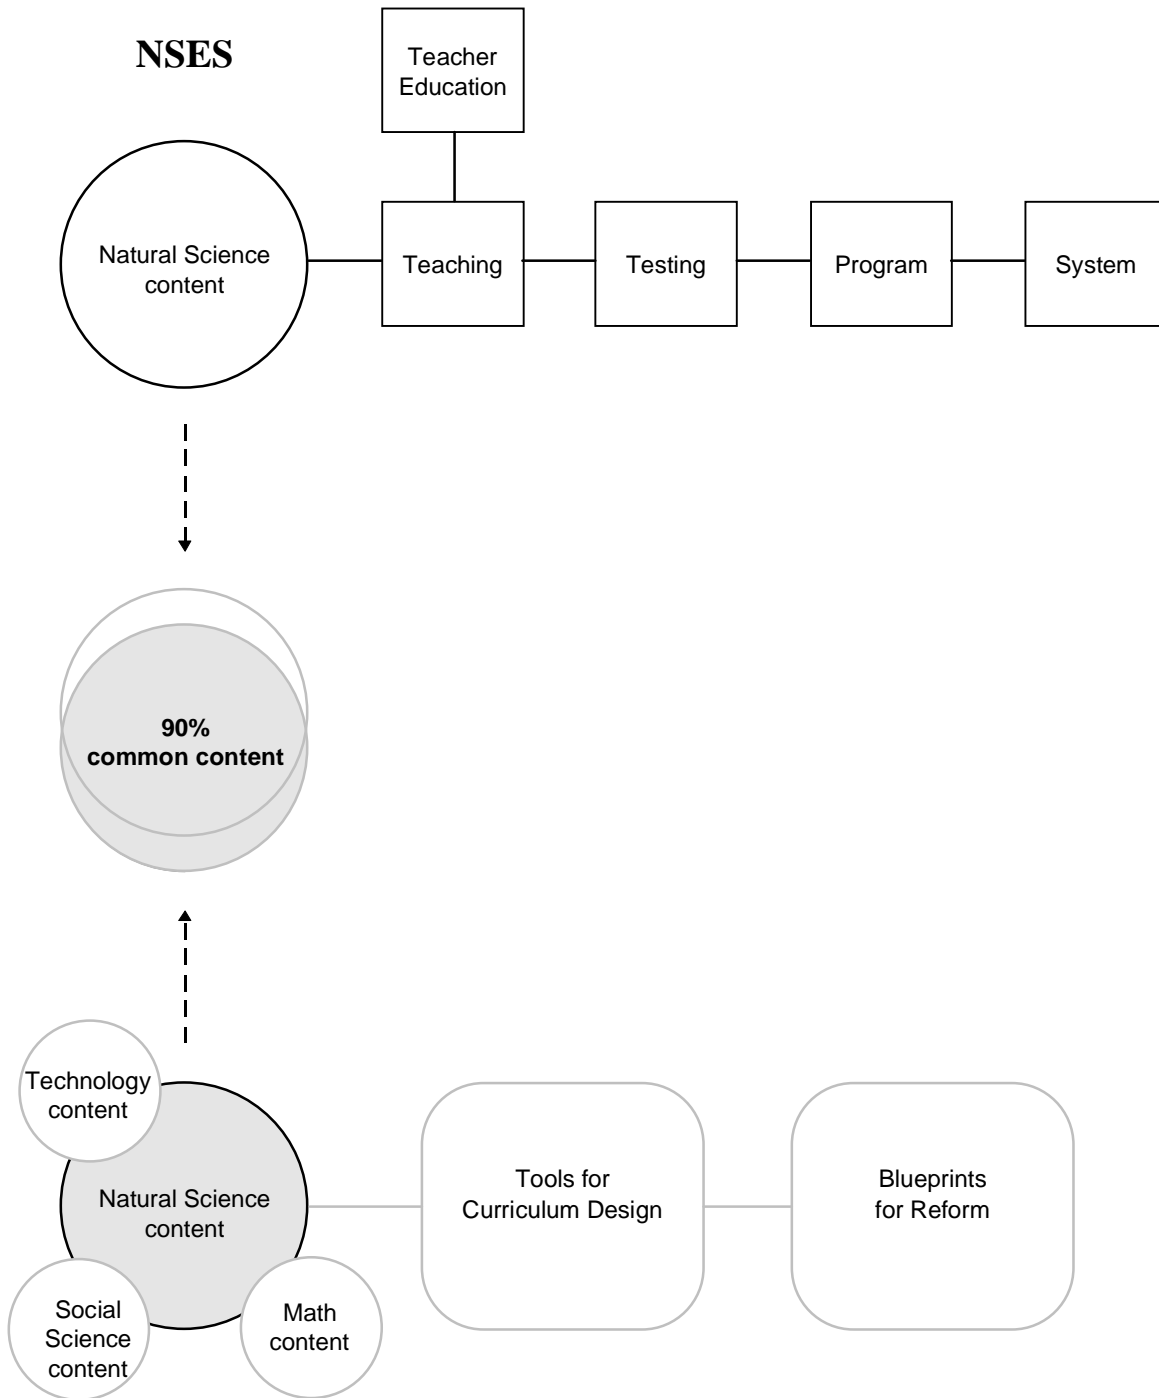 NSES
Teacher
Education
Natural Science
content
Teaching
Testing
Program
System
90%
common content
Technology
content
Natural Science
content
Social
Science
content
Math
content
Tools for
Curriculum Design
Blueprints
for Reform